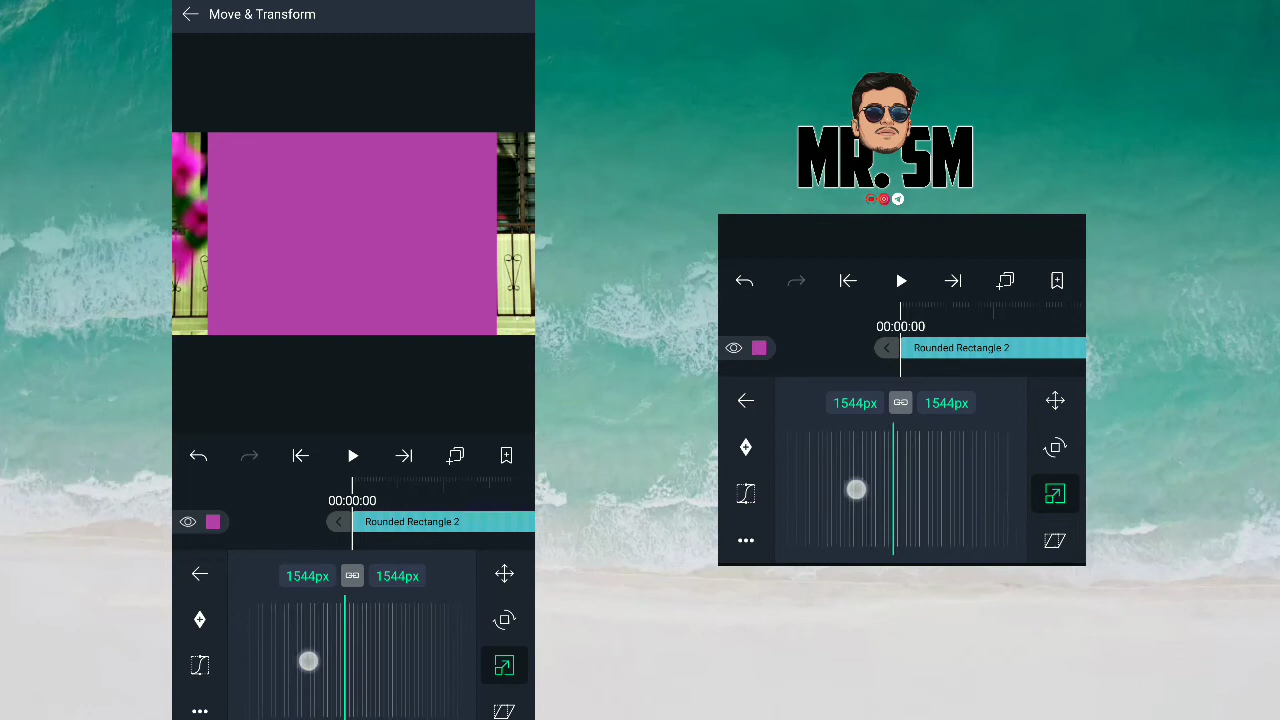 Move & Transform
00:00:00
Rounded Rectangle 2
1544px
1544px
MR. SM
00:00:00
Rounded Rectangle 2
1544px
1544px